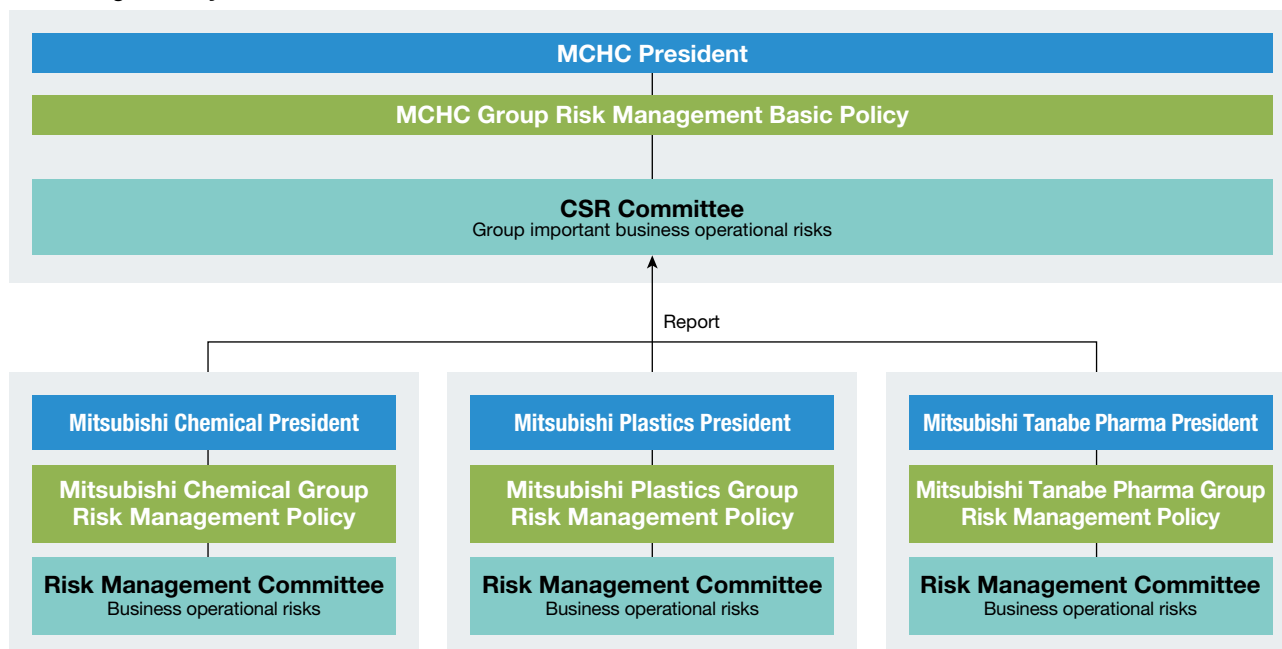 MCHC President
MCHC Group Risk Management Basic Policy
CSR Committee
Group important business operational risks
Report
Mitsubishi Chemical President
Mitsubishi Chemical Group
Risk Management Policy
Risk Management Committee
Business operational risks
Mitsubishi Plastics President
Mitsubishi Plastics Group
Risk Management Policy
Risk Management Committee
Business operational risks
Mitsubishi Tanabe Pharma President
Mitsubishi Tanabe Pharma Group
Risk Management Policy
Risk Management Committee
Business operational risks